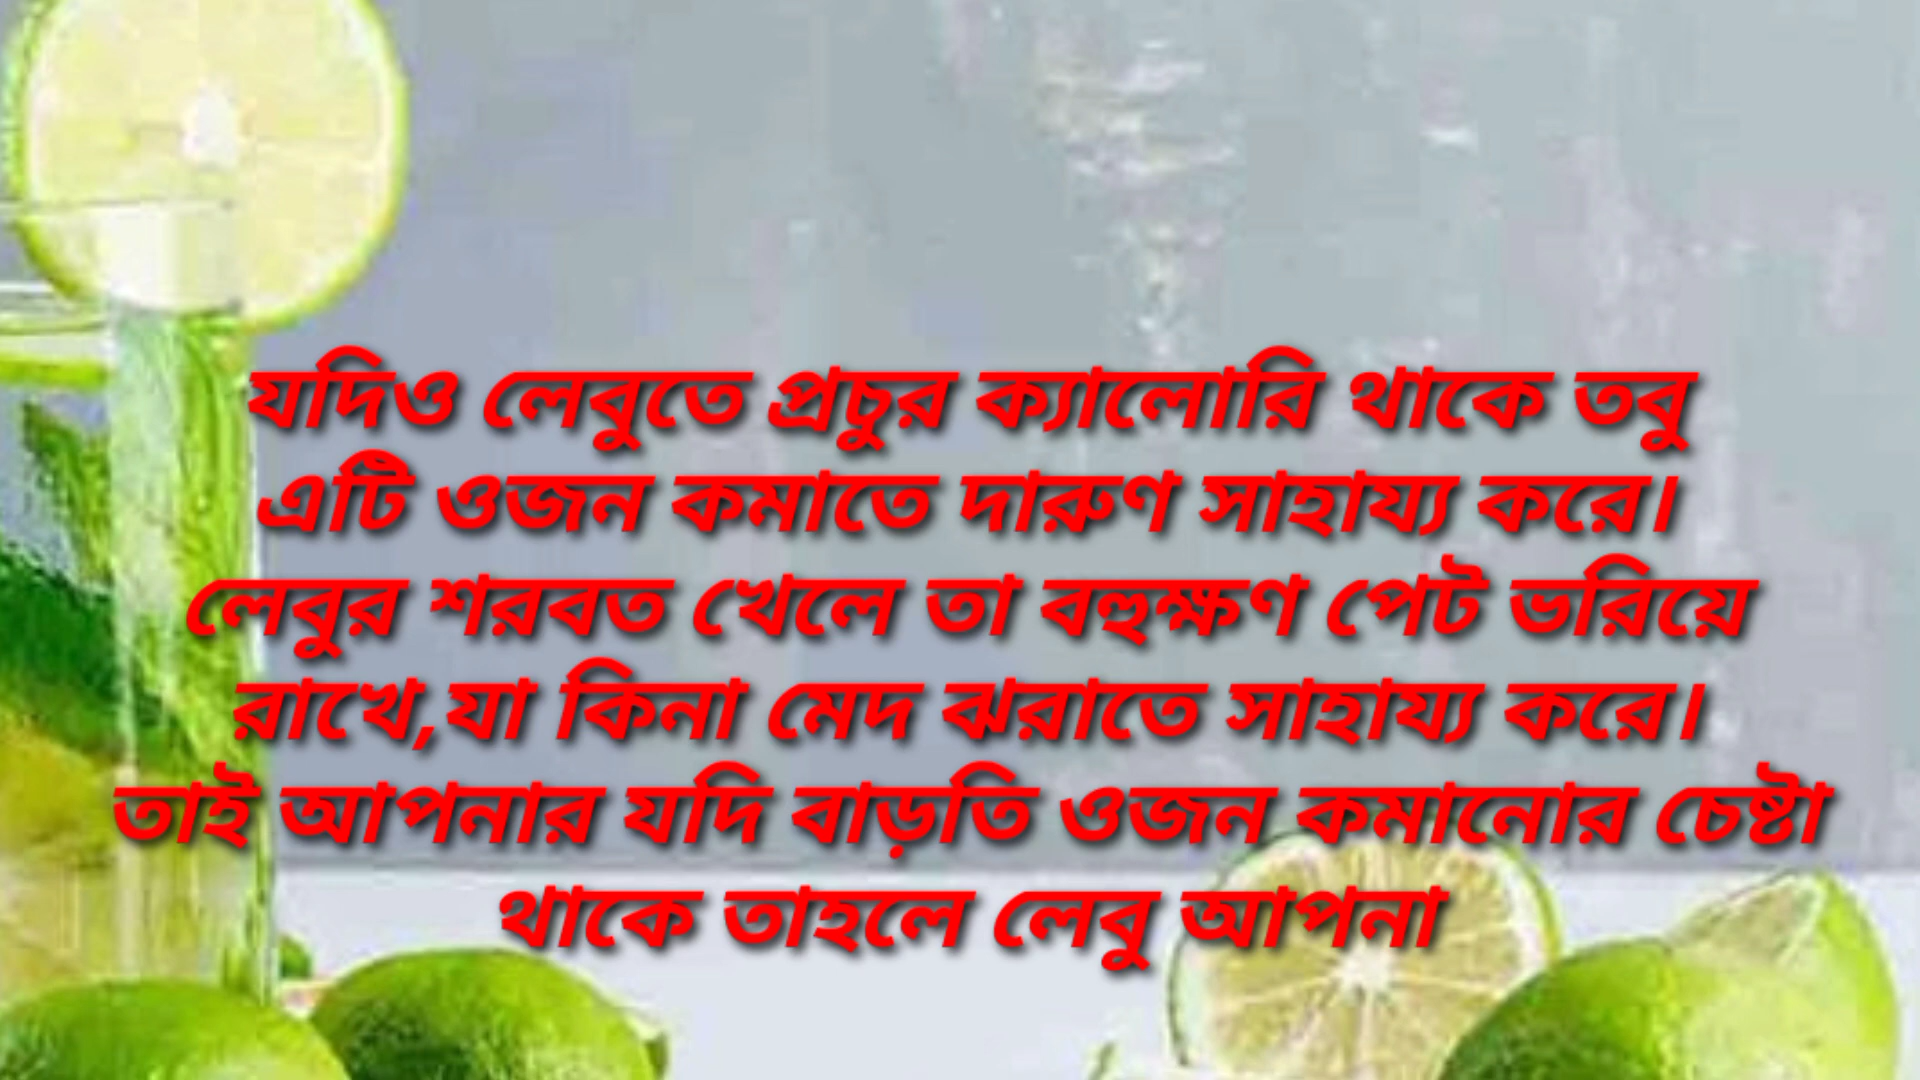 যদিও লেবুতে প্রচুর ক্যালোরি থাকে তবু
এটি ওজন কমাতে দারুণ সাহায্য করে।
লেবুর শরবত খেলে তা বহুক্ষণ পেট ভরিয়ে
রাখে,যা কিনা মেদ ঝরাতে সাহায্য করে।
তাই আপনার যদি বাড়তি ওজন কমানোর চেষ্টা
থাকে তাহলে লেবু আপনা